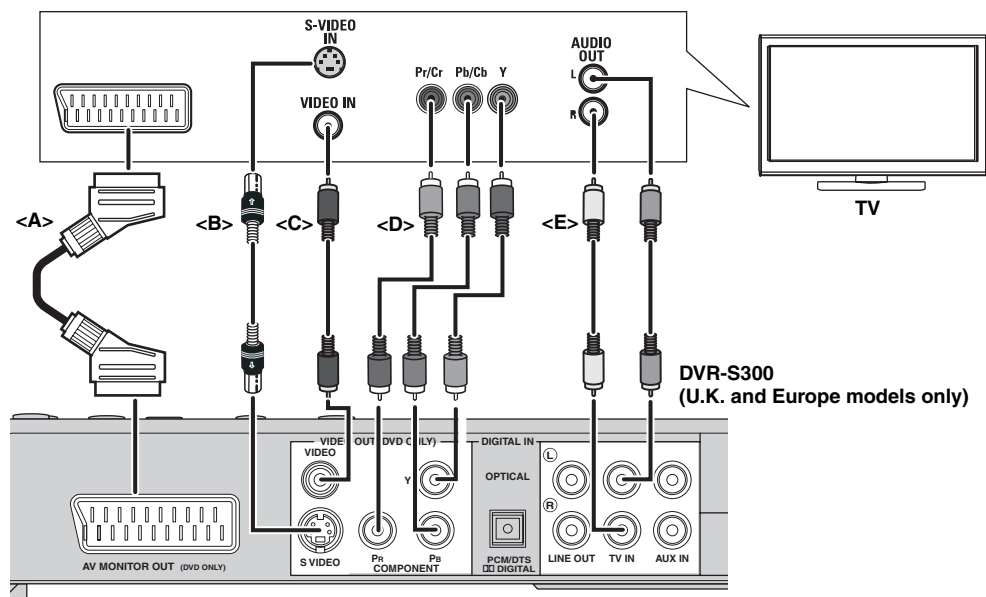 S-VIDEO
IN
VIDEO IN
Pr/Cr Pb/Cb Y
AUDIO
OUT
L
R
TV
<A>
<B>
<C>
<D>
<E>
DVR-S300
(U.K. and Europe models only)
VIDEO OUT (DVD ONLY)
VIDEO
DIGITAL IN
OPTICAL
Y
L
R
S VIDEO
PR
PB
COMPONENT
PCM/DTS
DIGITAL
LINE OUT
TV IN
AUX IN
AV MONITOR OUT (DVD ONLY)